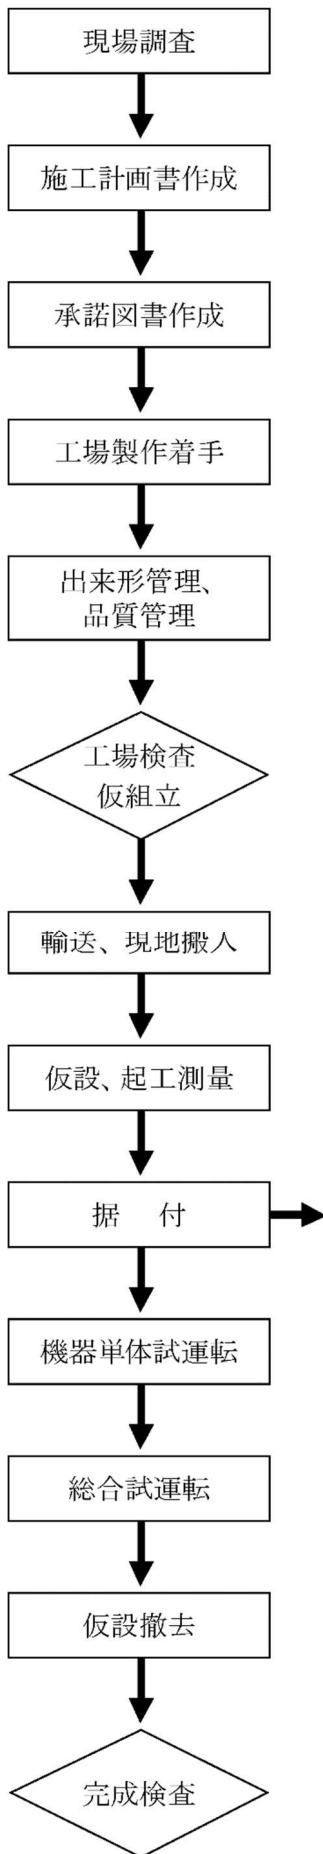 現場調査
施工計画書作成
承諾図書作成
工場製作着手
出来形管理、
品質管理
工場検査
仮組立
輸送、現地搬人
仮設、起工測量
据　付
機器単体試運転
総合試運転
仮設撤去
完成検査